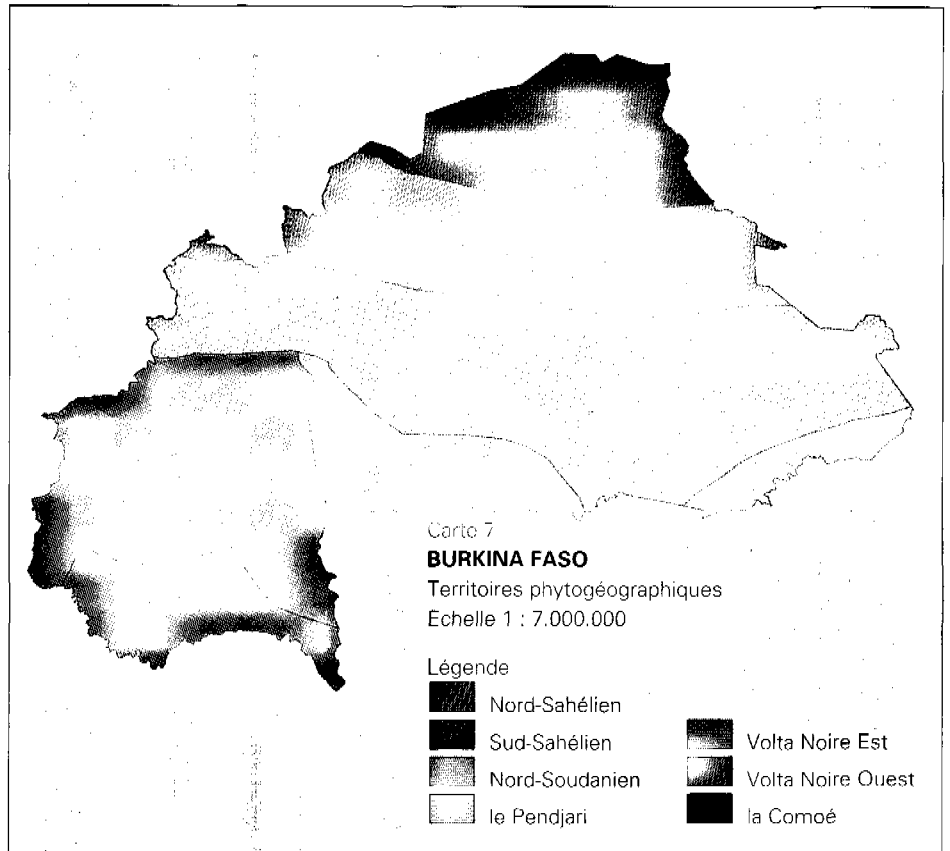 Carte 7
BURKINA FASO
Territoires phytogéographiques
Echelle 1 : 7.000.000
Légende
Nord-Sahélien
Sud-Sahélien
Nord-Soudanien
le Pendjari
Volta Noire Est
Volta Noire Ouest
la Comoé